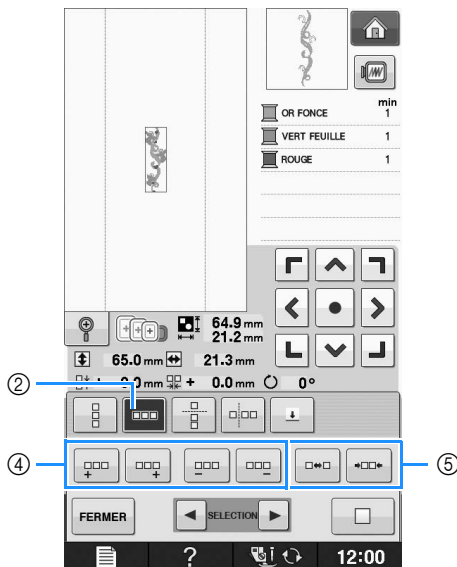 min
OR FONCE 1
VERT FEUILLE 1
ROUGE 1
64.9 mm
21.2 mm
65.0 mm 21.3 mm
0.0 mm + 0.0 mm 0°
②
④
⑤
FERMER SELECTION
? 12:00